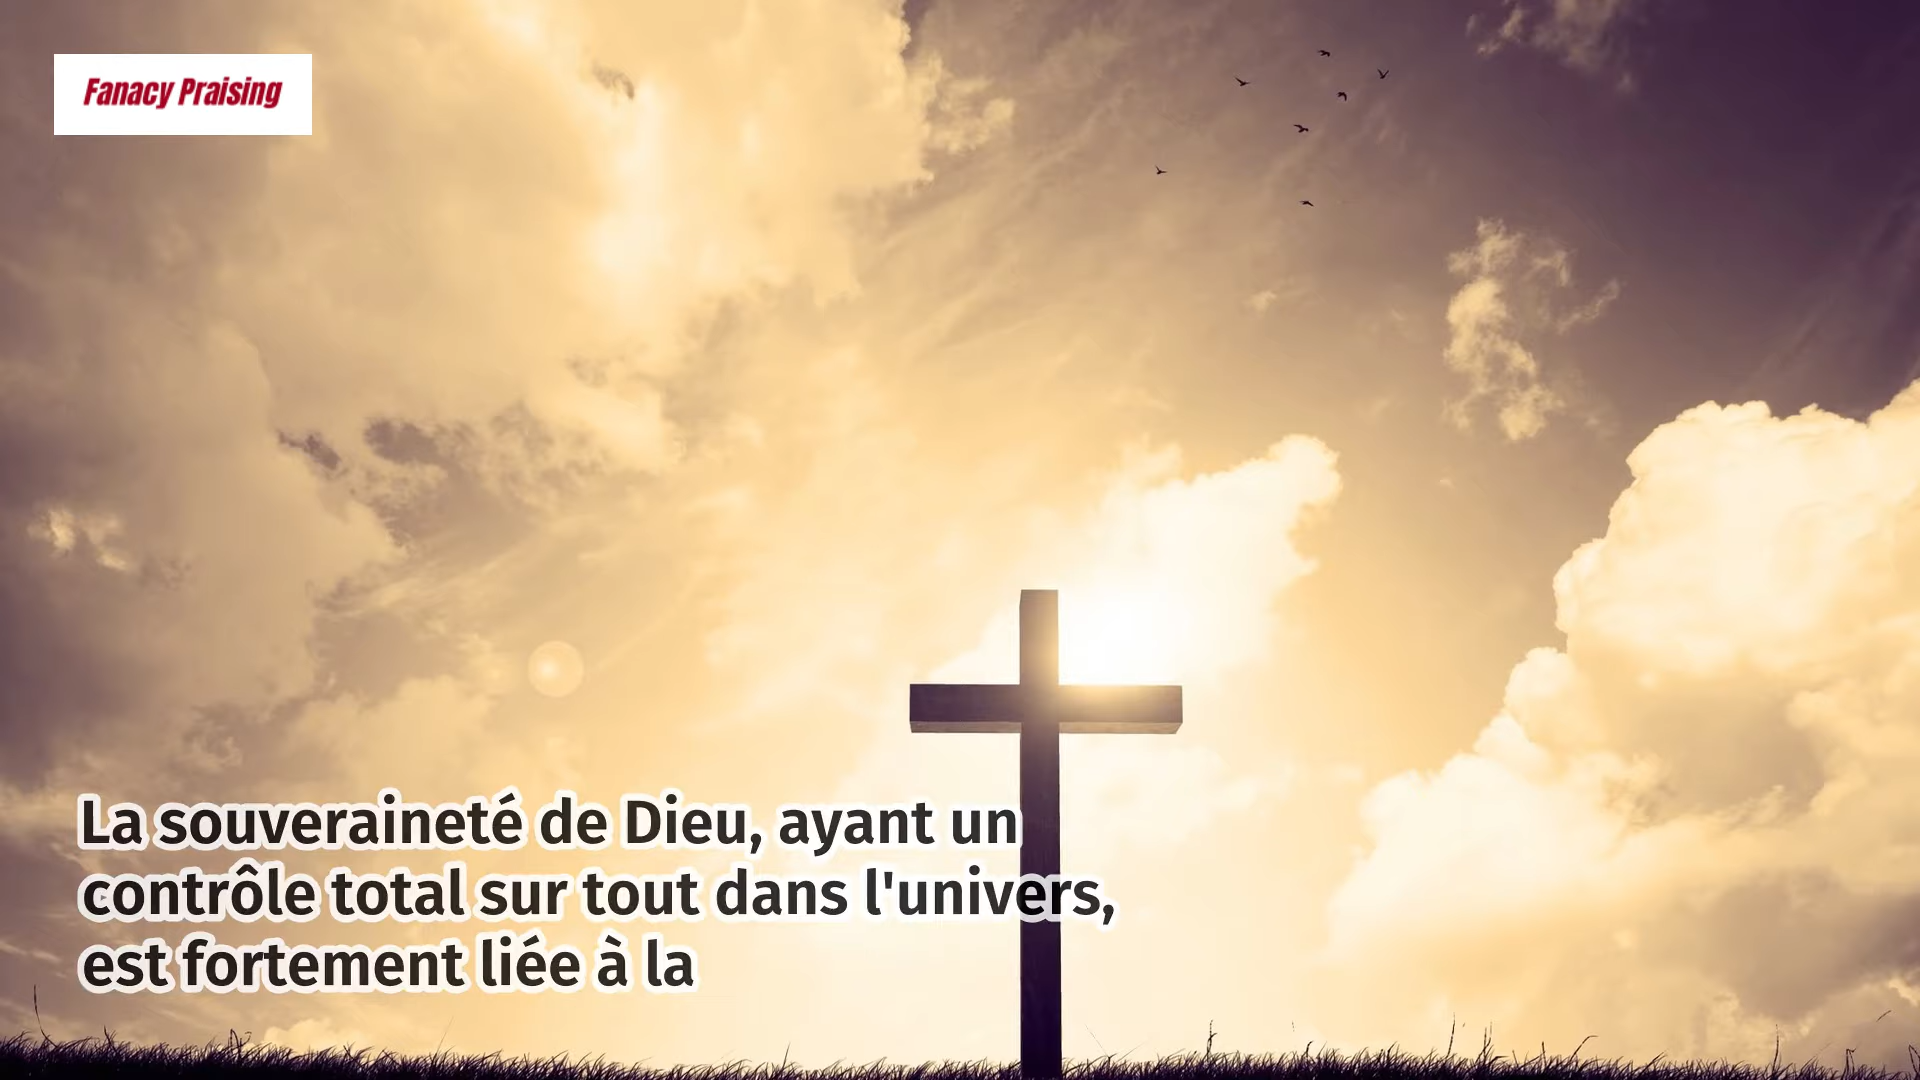 Fanacy Praising
La souveraineté de Dieu, ayant un
contrôle total sur tout dans l'univers,
est fortement liée à la